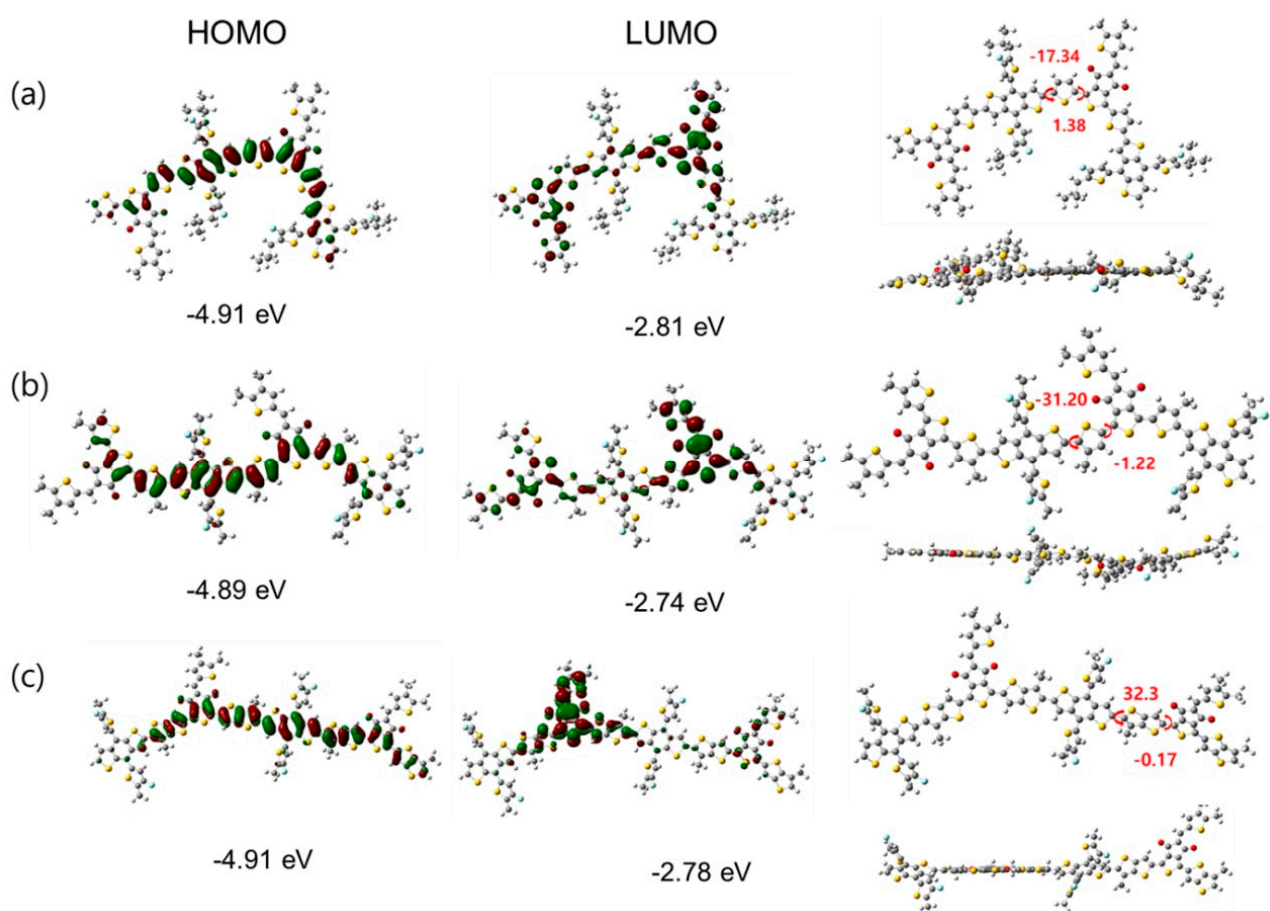 HOMO LUMO
(a)
-17.34
1.38
-4.91 eV
-2.81 eV
(b)
-31.20
-1.22
-4.89 eV
-2.74 eV
(c)
32.3
-0.17
-4.91 eV
-2.78 eV